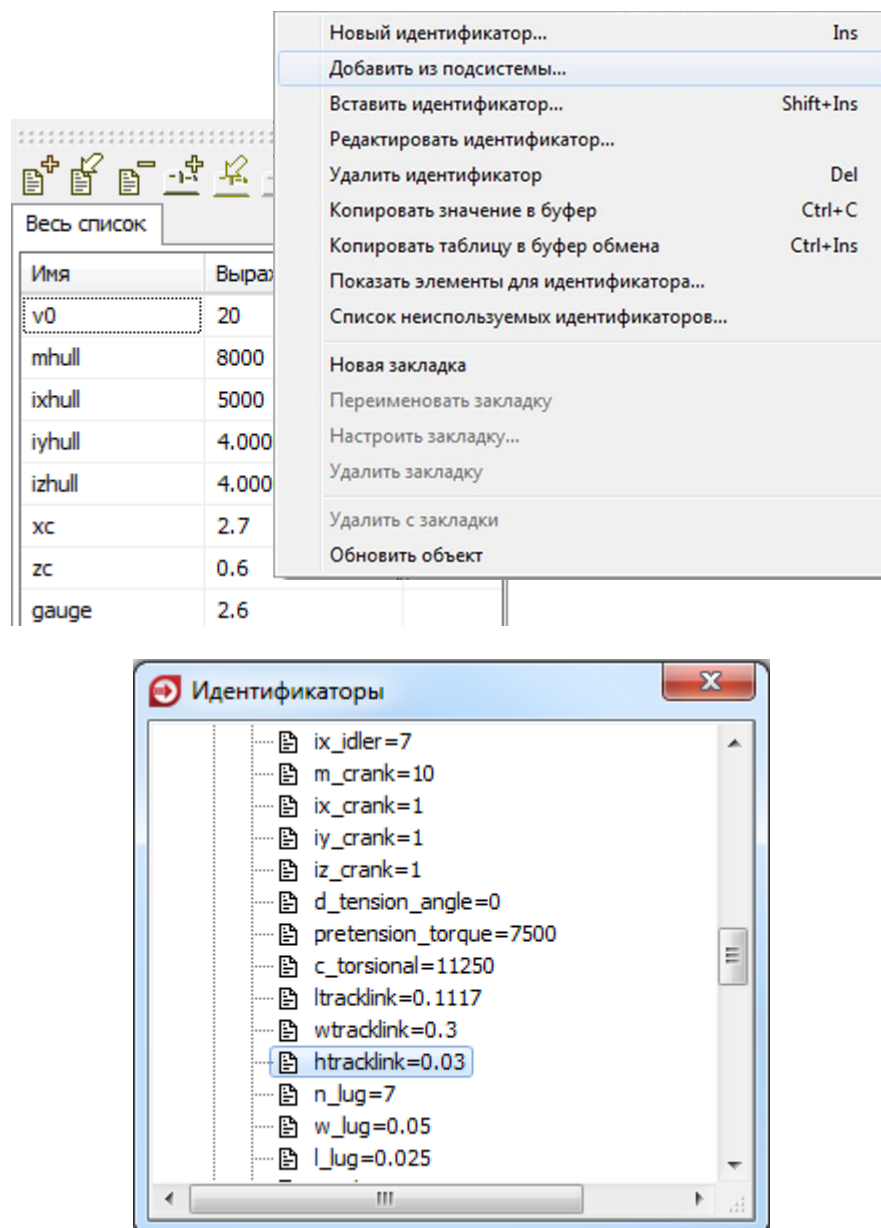 Новый идентификатор... Ins
Добавить из подсистемы...
Вставить идентификатор... Shift+Ins
Редактировать идентификатор...
Удалить идентификатор Del
Копировать значение в буфер Ctrl+C
Копировать таблицу в буфер обмена Ctrl+Ins
Показать элементы для идентификатора...
Список неиспользуемых идентификаторов...
Новая закладка
Переименовать закладку
Настроить закладку...
Удалить закладку
Удалить с закладки
Обновить объект
Весь список
Имя
v0 20
mhull 8000
ixhull 5000
iyhull 4.000
izhull 4.000
xc 2.7
zc 0.6
gauge 2.6
Идентификаторы
ix_idler=7
m_crank=10
ix_crank=1
iy_crank=1
iz_crank=1
d_tension_angle=0
pretension_torque=7500
c_torsional=11250
ltracklink=0.1117
wtracklink=0.3
htracklink=0.03
n_lug=7
w_lug=0.05
l_lug=0.025